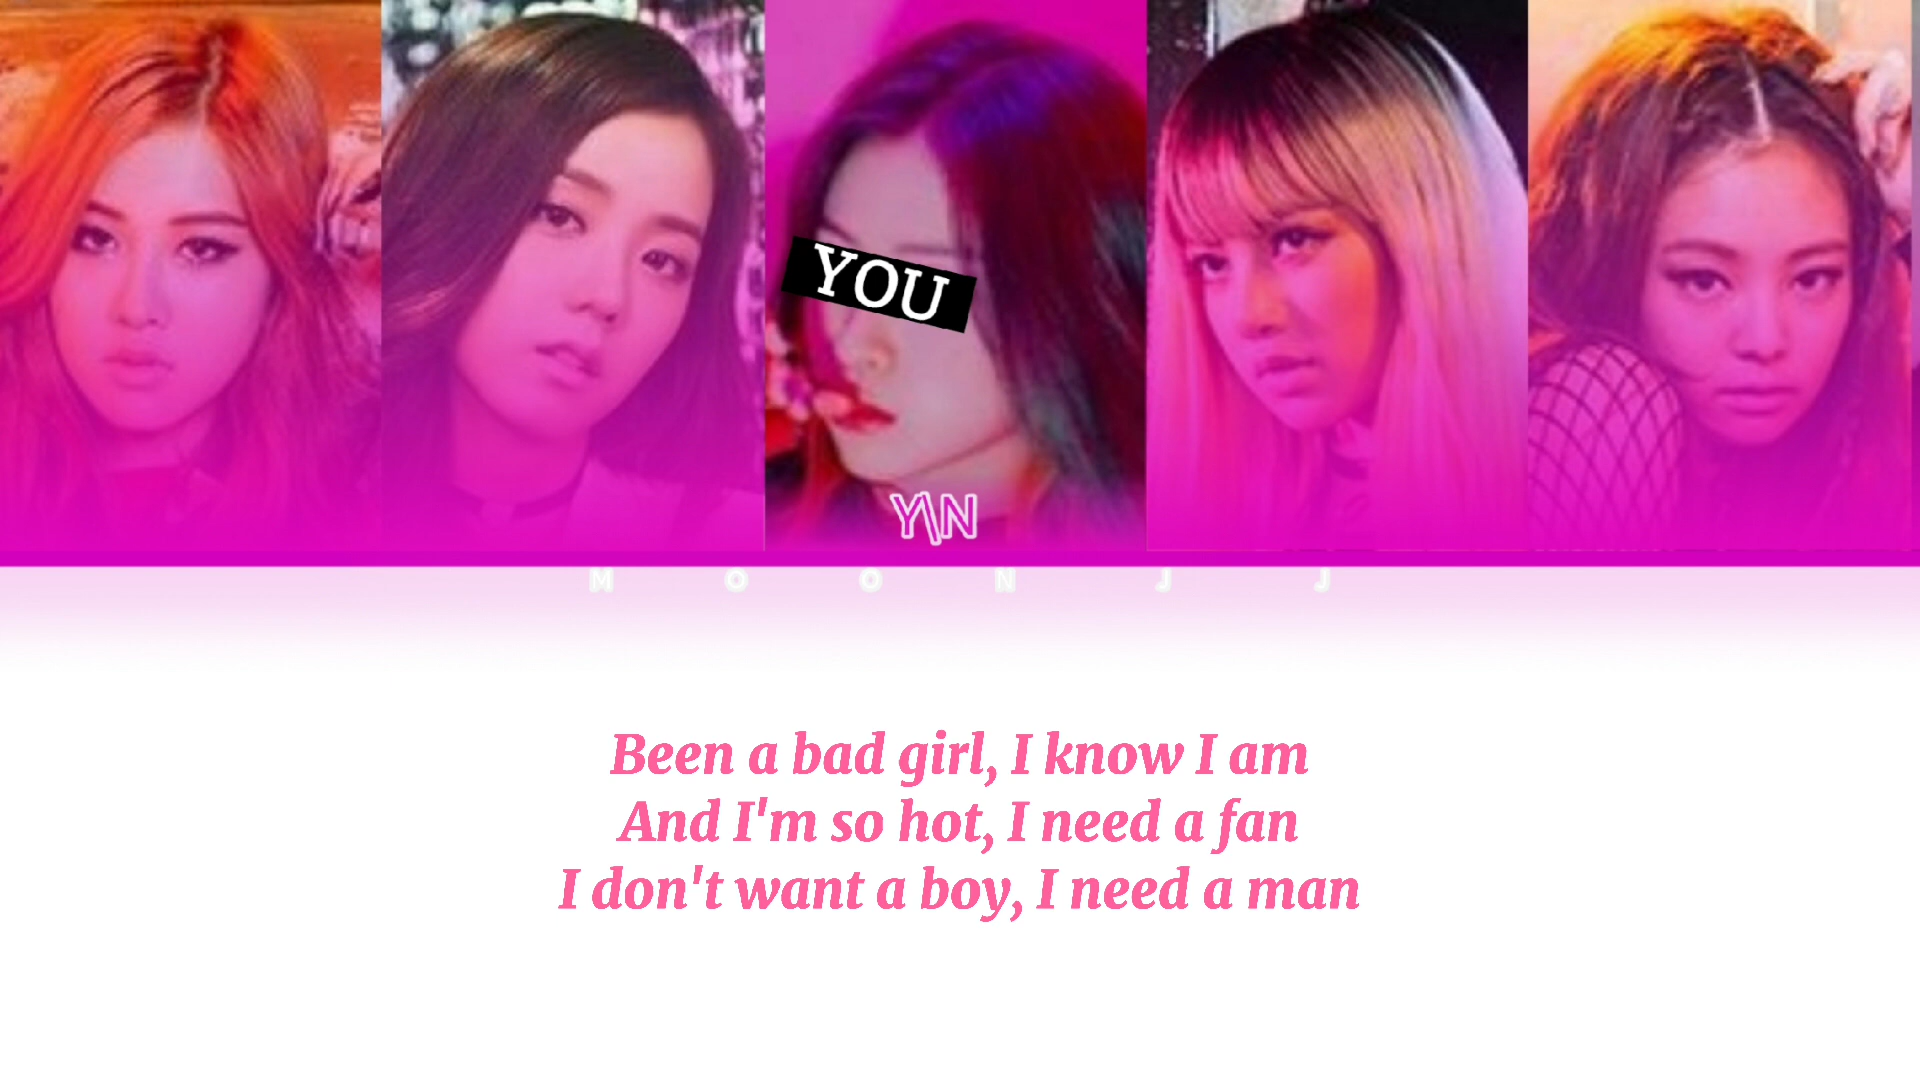 YOU
Y\N
M O O N J J
Been a bad girl, I know I am
And I'm so hot, I need a fan
I don't want a boy, I need a man